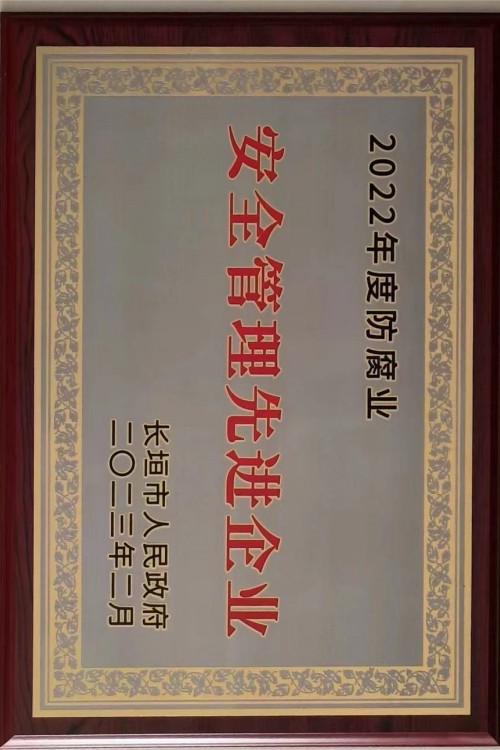 2022年度防腐业
安全管理先进企业
长垣市人民政府
二〇二三年二月